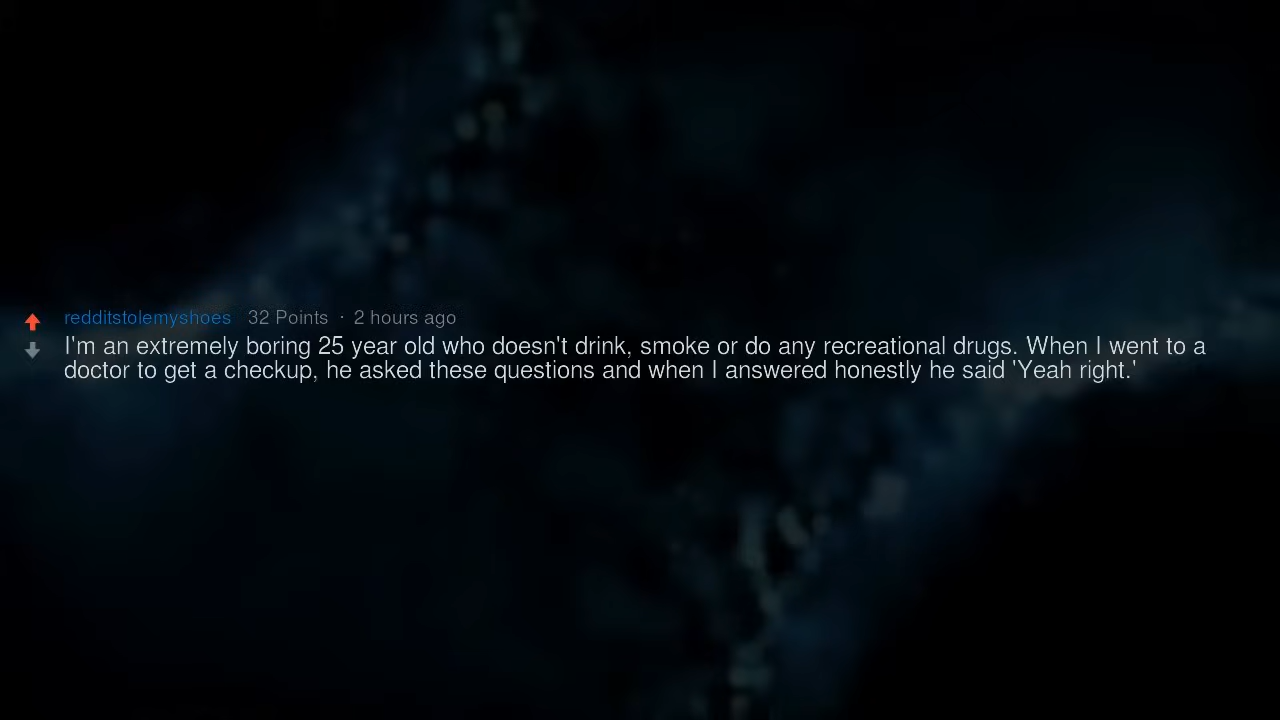 redditstolemyshoes 32 Points · 2 hours ago
I'm an extremely boring 25 year old who doesn't drink, smoke or do any recreational drugs. When I went to a
doctor to get a checkup, he asked these questions and when I answered honestly he said 'Yeah right.'